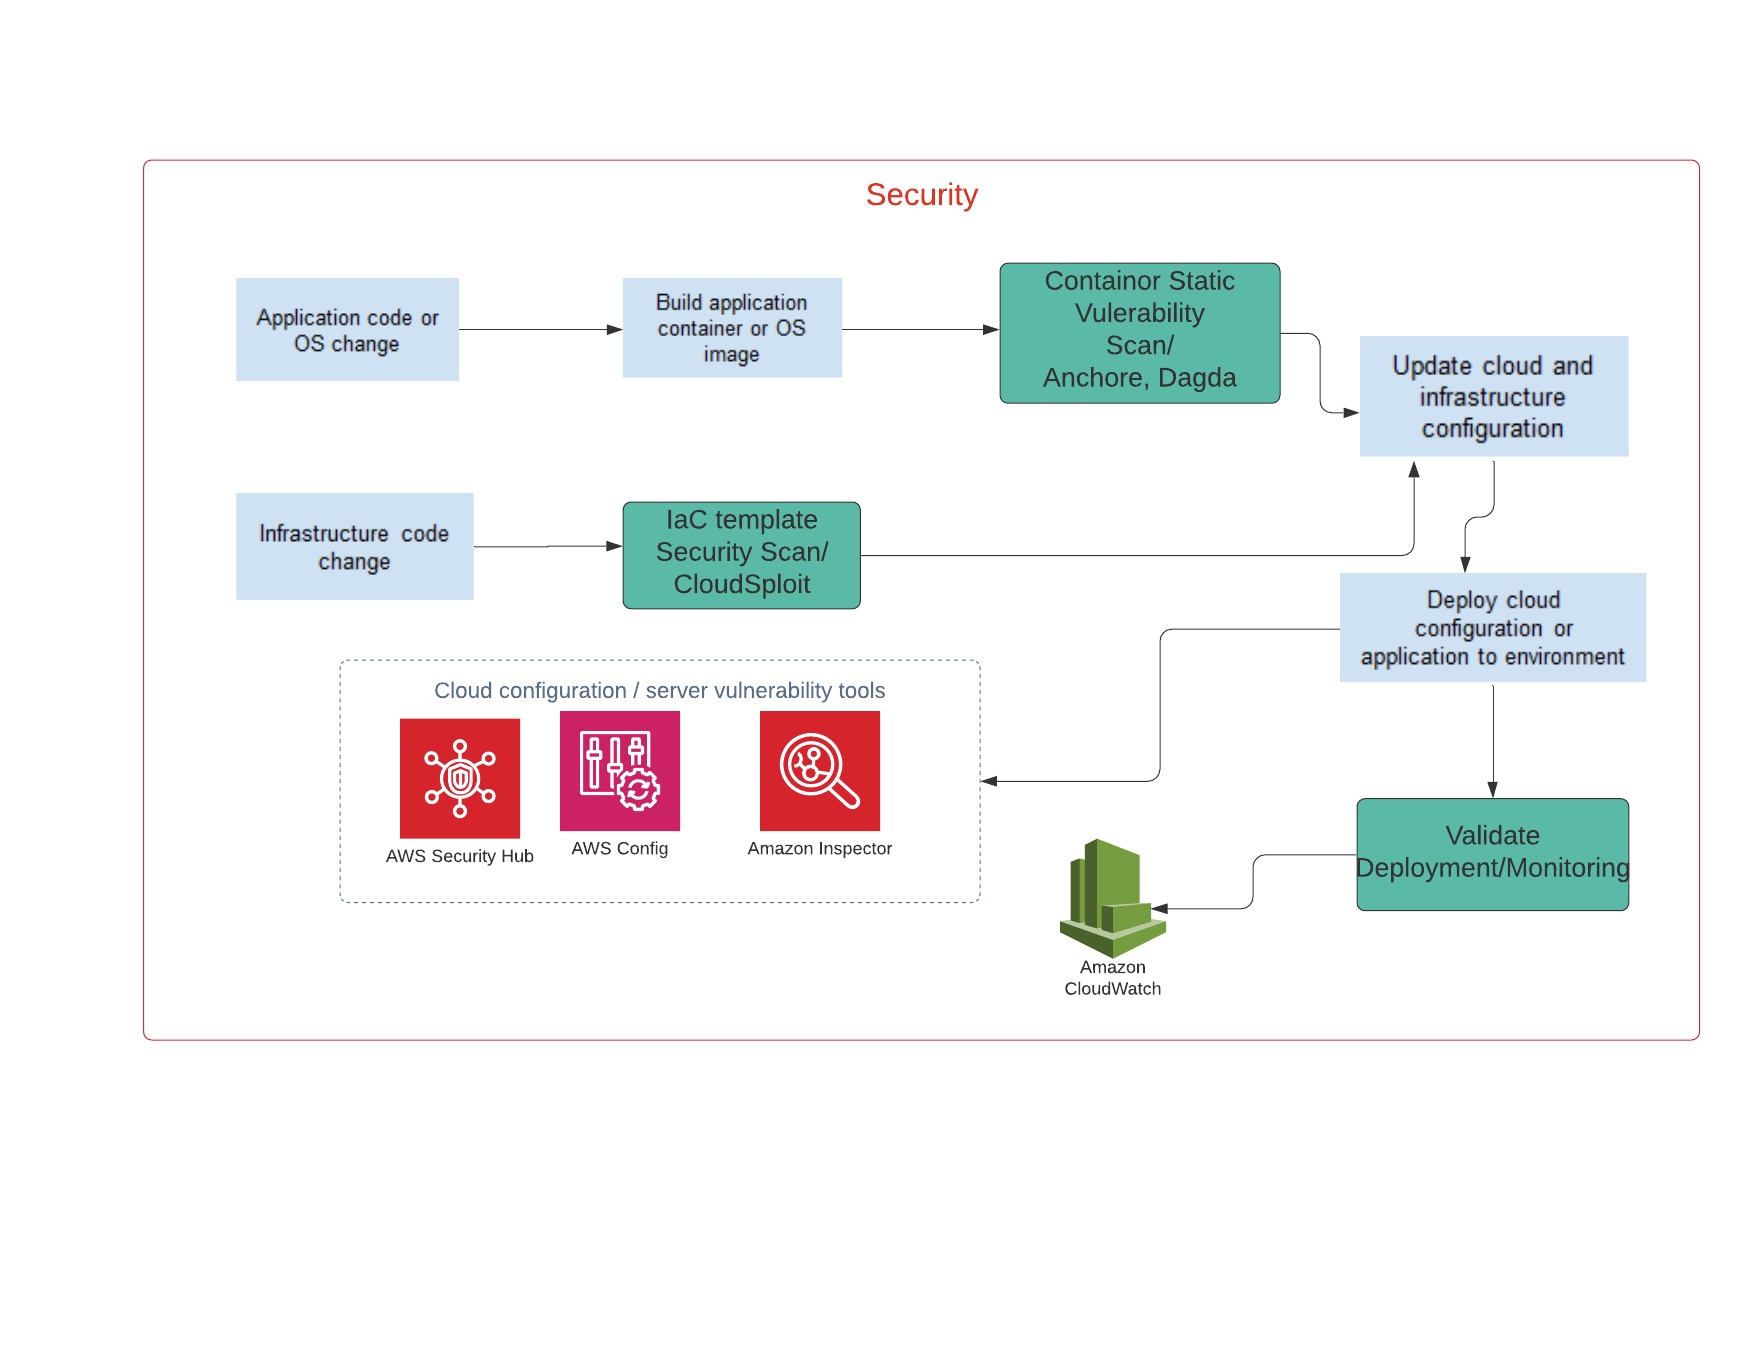 Security
Application code or
OS change
Build application
container or OS
image
Containor Static
Vulerability
Scan/
Anchore, Dagda
Update cloud and
infrastructure
configuration
Infrastructure code
change
IaC template
Security Scan/
CloudSploit
Deploy cloud
configuration or
application to environment
Cloud configuration / server vulnerability tools
AWS Security Hub
AWS Config
Amazon Inspector
Validate
Deployment/Monitoring
Amazon
CloudWatch